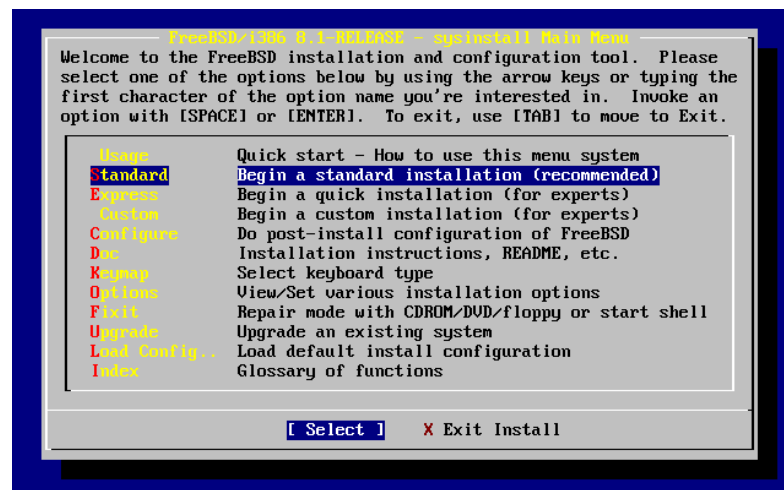 FreeBSD/i386 8.1-RELEASE - sysinstall Main Menu
Welcome to the FreeBSD installation and configuration tool.  Please
select one of the options below by using the arrow keys or typing the
first character of the option name you're interested in.  Invoke an
option with [SPACE] or [ENTER].  To exit, use [TAB] to move to Exit.
Usage Quick start - How to use this menu system
Standard Begin a standard installation (recommended)
Express Begin a quick installation (for experts)
Custom Begin a custom installation (for experts)
Configure Do post-install configuration of FreeBSD
Doc Installation instructions, README, etc.
Keymap Select keyboard type
Options View/Set various installation options
Fixit Repair mode with CDROM/DVD/floppy or start shell
Upgrade Upgrade an existing system
Load Config.. Load default install configuration
Index Glossary of functions
[ Select ] X Exit Install